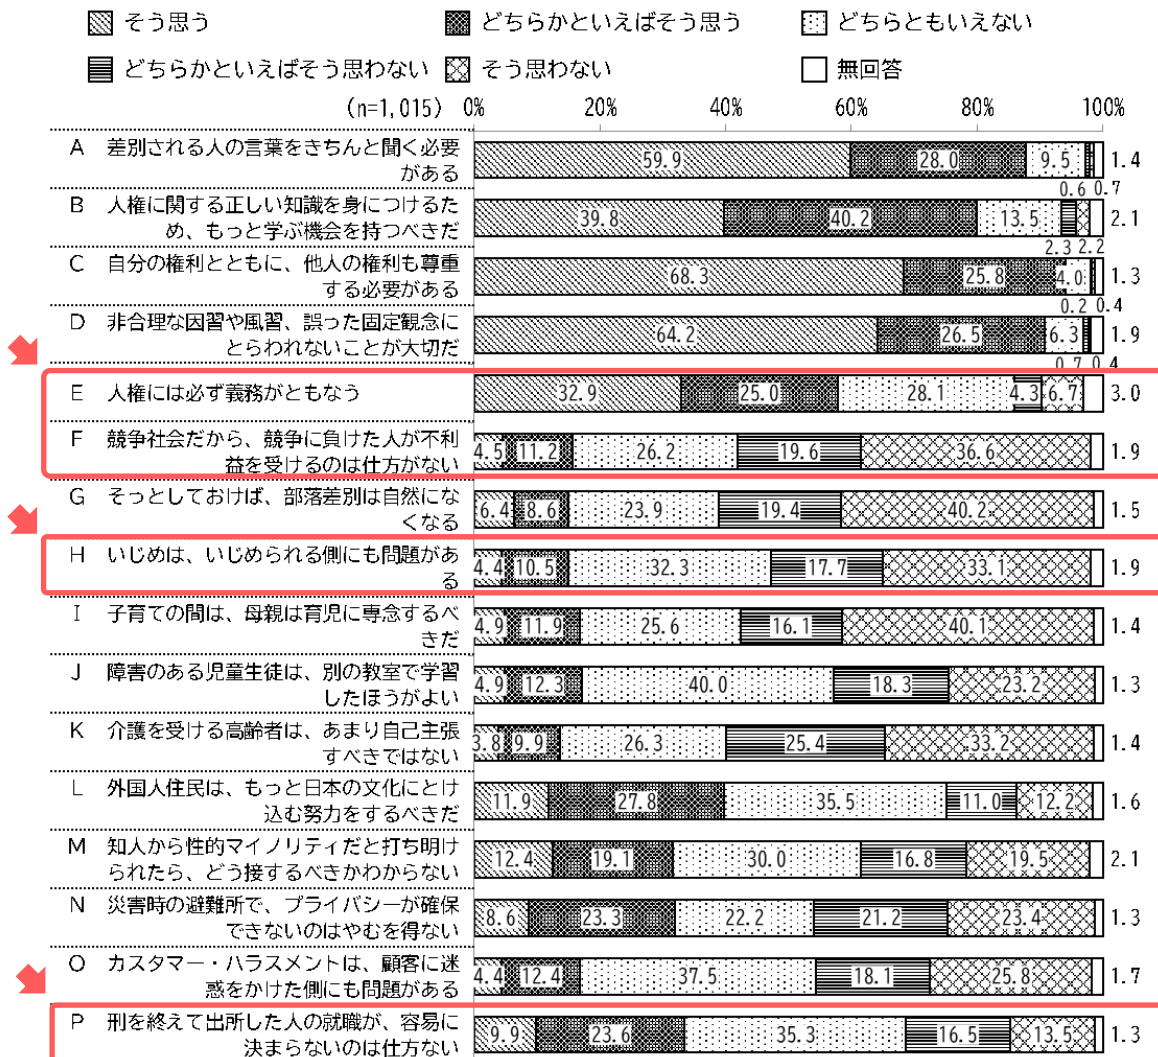 そう思う どちらかといえばそう思う どちらともいえない
どちらかといえばそう思わない そう思わない 無回答
(n=1,015) 0% 20% 40% 60% 80% 100%
A 差別される人の言葉をきちんと聞く必要
がある
59.9 28.0 9.5 1.4
0.6 0.7
B 人権に関する正しい知識を身につけるた
め、もっと学ぶ機会を持つべきだ
39.8 40.2 13.5 2.1
2.3 2.2
C 自分の権利とともに、他人の権利も尊重
する必要がある
68.3 25.8 4.0 1.3
0.2 0.4
D 非合理な因習や風習、誤った固定観念に
とらわれないことが大切だ
64.2 26.5 6.3 1.9
0.7 0.4
E 人権には必ず義務がともなう
32.9 25.0 28.1 4.3 6.7 3.0
F 競争社会だから、競争に負けた人が不利
益を受けるのは仕方がない
4.5 11.2 26.2 19.6 36.6 1.9
G そっとしておけば、部落差別は自然にな
くなる
6.4 8.6 23.9 19.4 40.2 1.5
H いじめは、いじめられる側にも問題があ
る
4.4 10.5 32.3 17.7 33.1 1.9
I 子育ての間は、母親は育児に専念するべ
きだ
4.9 11.9 25.6 16.1 40.1 1.4
J 障害のある児童生徒は、別の教室で学習
したほうがよい
4.9 12.3 40.0 18.3 23.2 1.3
K 介護を受ける高齢者は、あまり自己主張
すべきではない
3.8 9.9 26.3 25.4 33.2 1.4
L 外国人住民は、もっと日本の文化にとけ
込む努力をするべきだ
11.9 27.8 35.5 11.0 12.2 1.6
M 知人から性的マイノリティだと打ち明け
られたら、どう接するべきかわからない
12.4 19.1 30.0 16.8 19.5 2.1
N 災害時の避難所で、プライバシーが確保
できないのはやむを得ない
8.6 23.3 22.2 21.2 23.4 1.3
O カスタマー・ハラスメントは、顧客に迷
惑をかけた側にも問題がある
4.4 12.4 37.5 18.1 25.8 1.7
P 刑を終えて出所した人の就職が、容易に
決まらないのは仕方ない
9.9 23.6 35.3 16.5 13.5 1.3